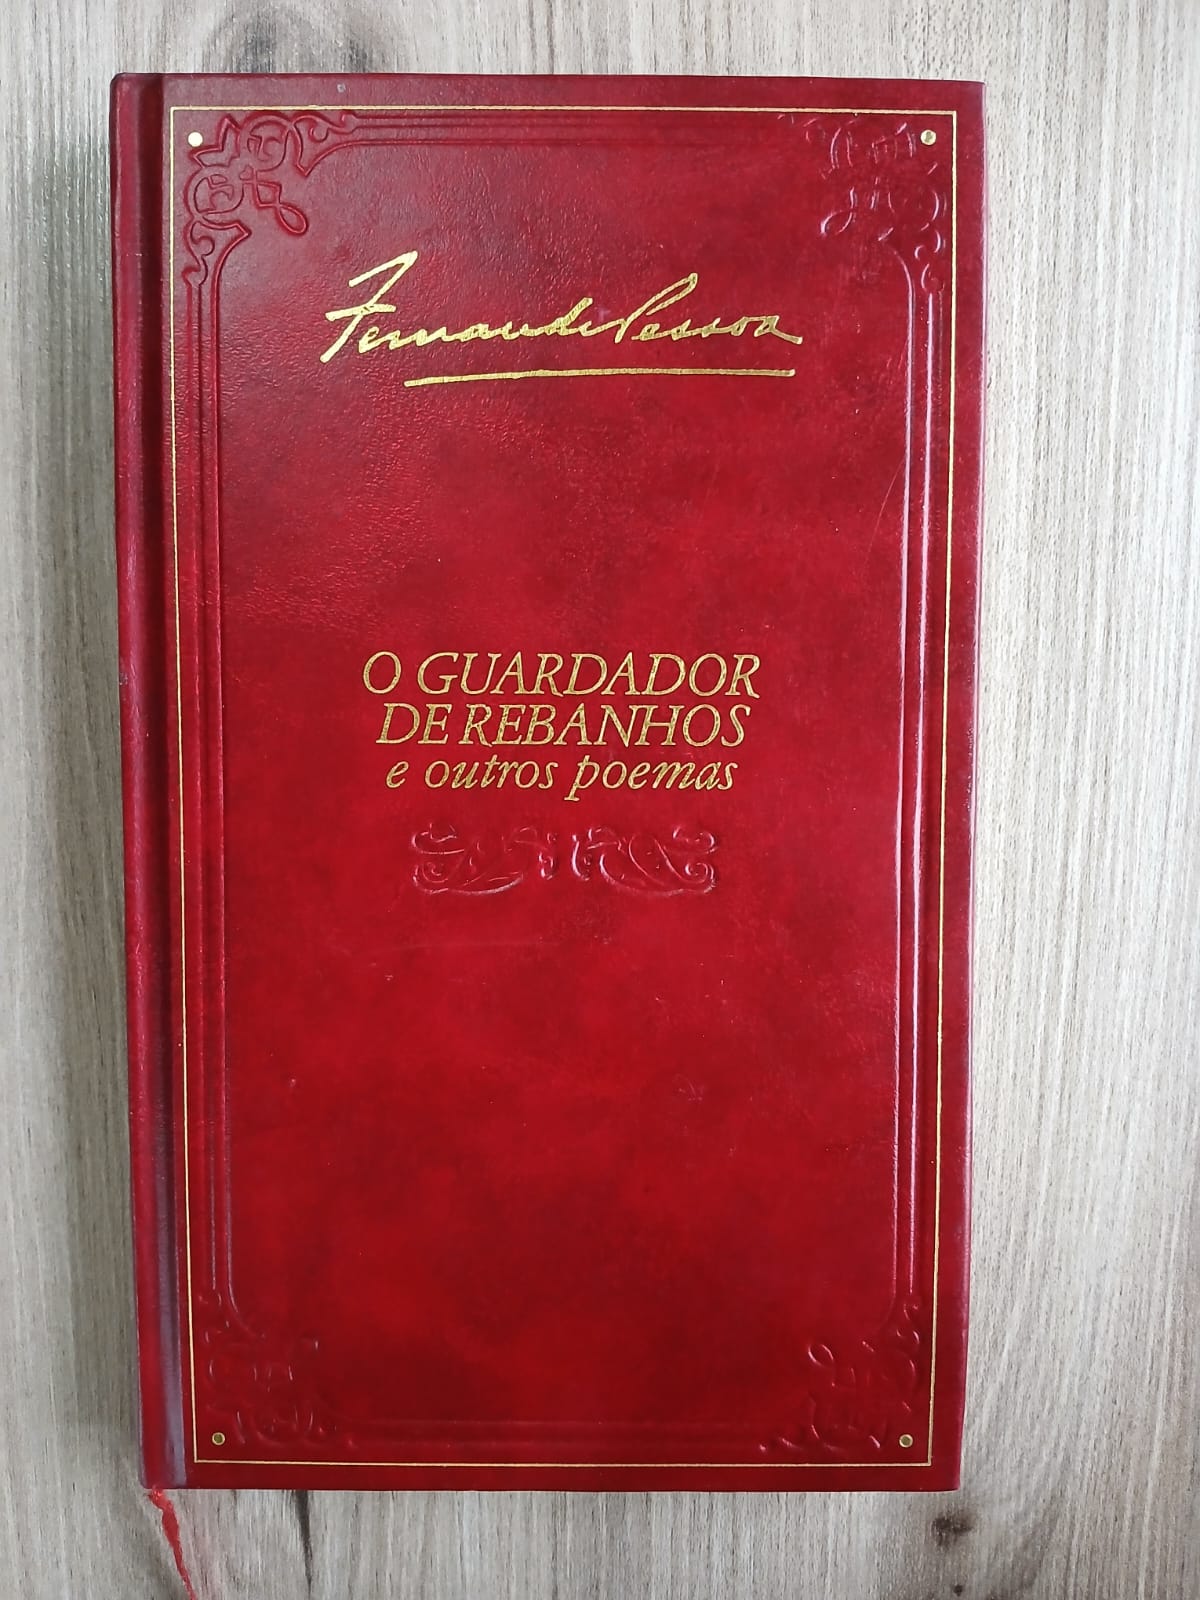 Fernando Pessoa
O GUARDADOR
DE REBANHOS
e outros poemas